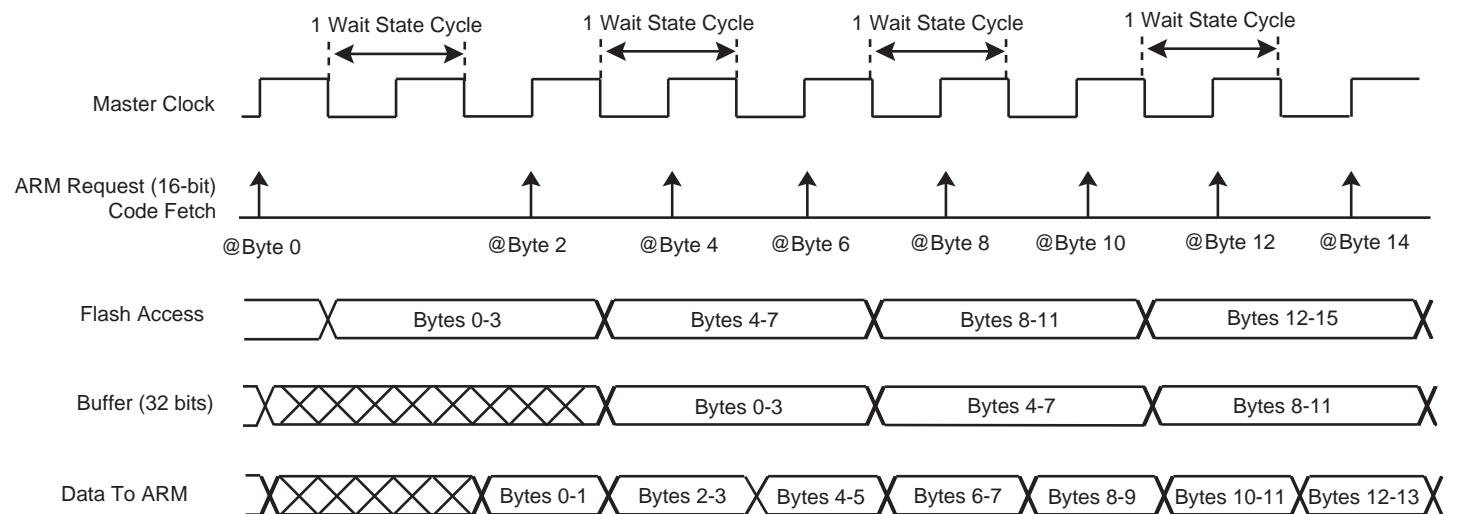 1 Wait State Cycle 1 Wait State Cycle 1 Wait State Cycle 1 Wait State Cycle
Master Clock
ARM Request (16-bit)
Code Fetch
@Byte 0 @Byte 2 @Byte 4 @Byte 6 @Byte 8 @Byte 10 @Byte 12 @Byte 14
Flash Access Bytes 0-3 Bytes 4-7 Bytes 8-11 Bytes 12-15
Buffer (32 bits) Bytes 0-3 Bytes 4-7 Bytes 8-11
Data To ARM Bytes 0-1 Bytes 2-3 Bytes 4-5 Bytes 6-7 Bytes 8-9 Bytes 10-11 Bytes 12-13